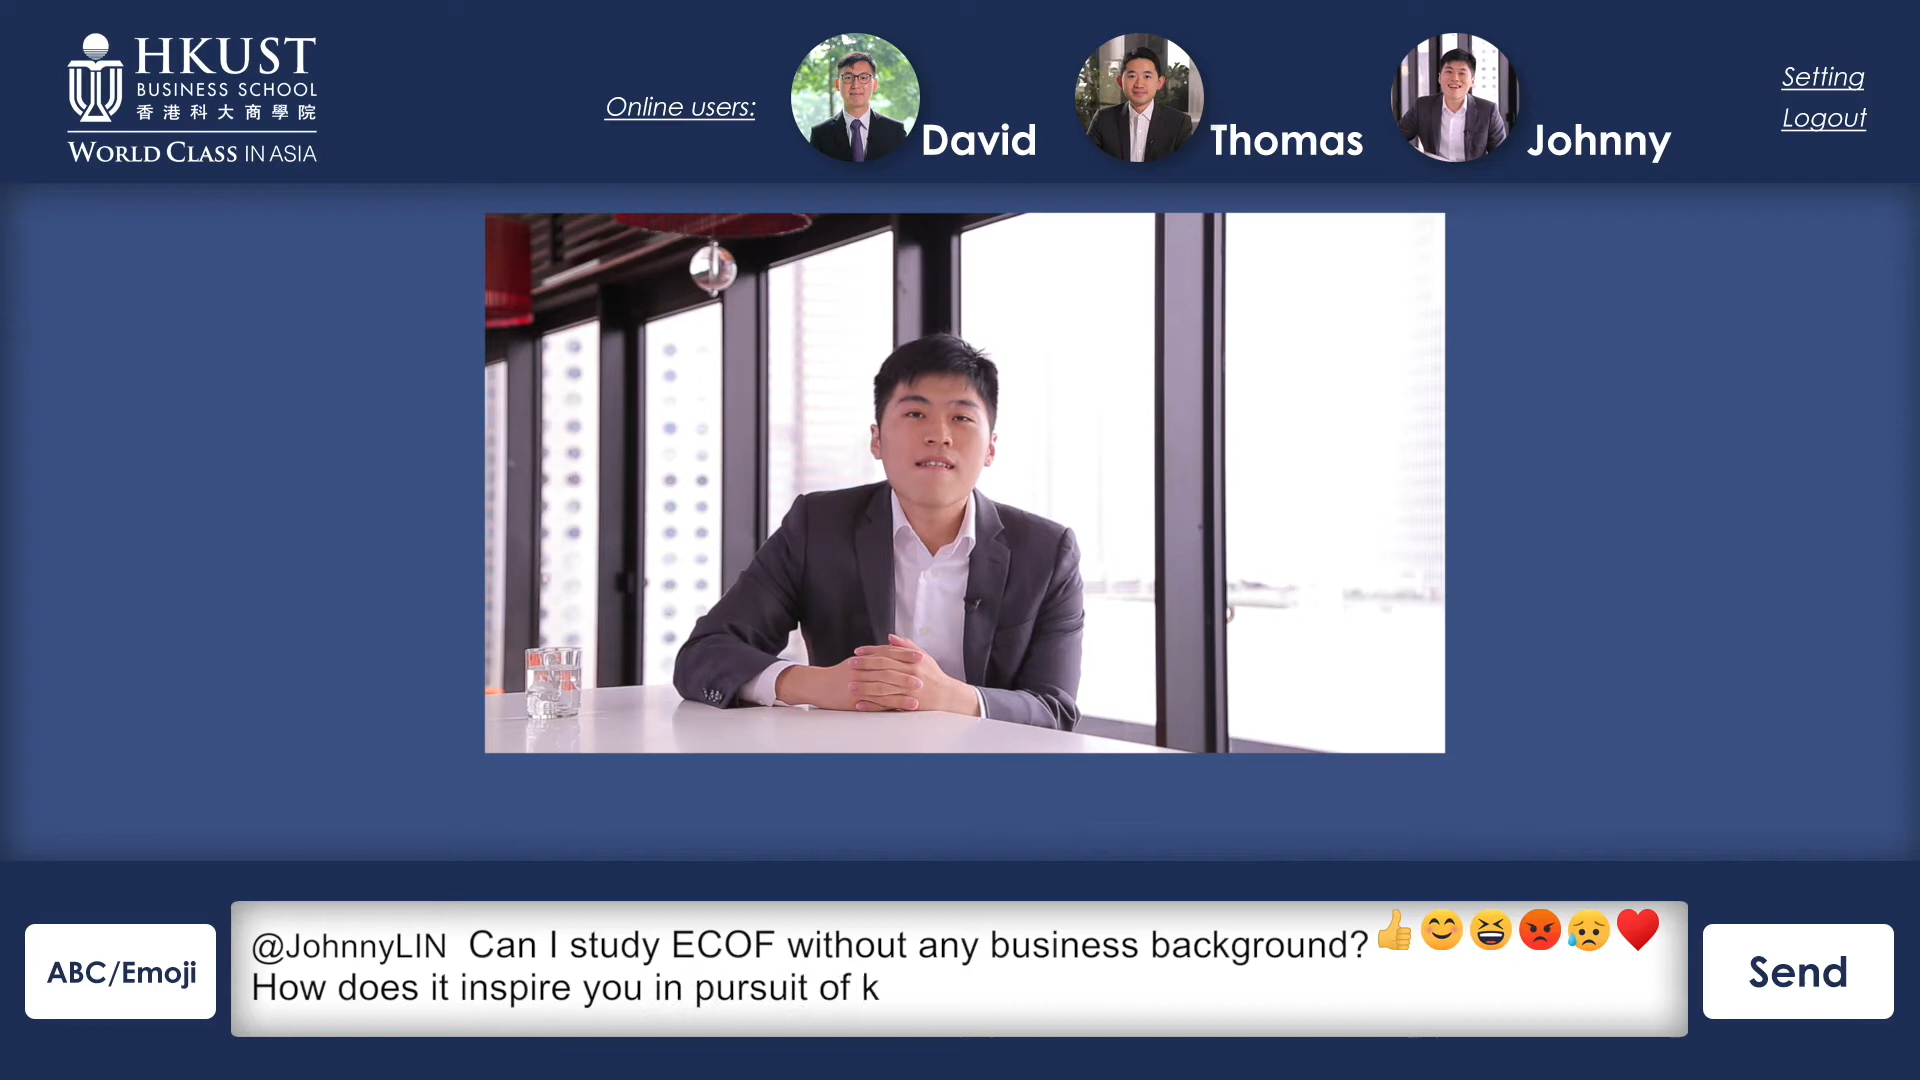 HKUST
BUSINESS SCHOOL
香港科大商學院
WORLD CLASS IN ASIA
Online users:
David
Thomas
Johnny
Setting
Logout
ABC/Emoji
@JohnnyLIN Can I study ECOF without any business background?👍😊😆😡😥❤️
How does it inspire you in pursuit of k
Send